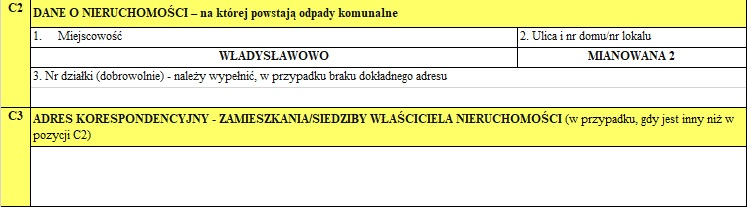 C2 DANE O NIERUCHOMOŚCI – na której powstają odpady komunalne
1. Miejscowość 2. Ulica i nr domu/nr lokalu
WŁADYSŁAWOWO MIANOWANA 2
3. Nr działki (dobrowolnie) - należy wypełnić, w przypadku braku dokładnego adresu
C3 ADRES KORESPONDENCYJNY - ZAMIESZKANIA/SIEDZIBY WŁAŚCICIELA NIERUCHOMOŚCI (w przypadku, gdy jest inny niż w
pozycji C2)